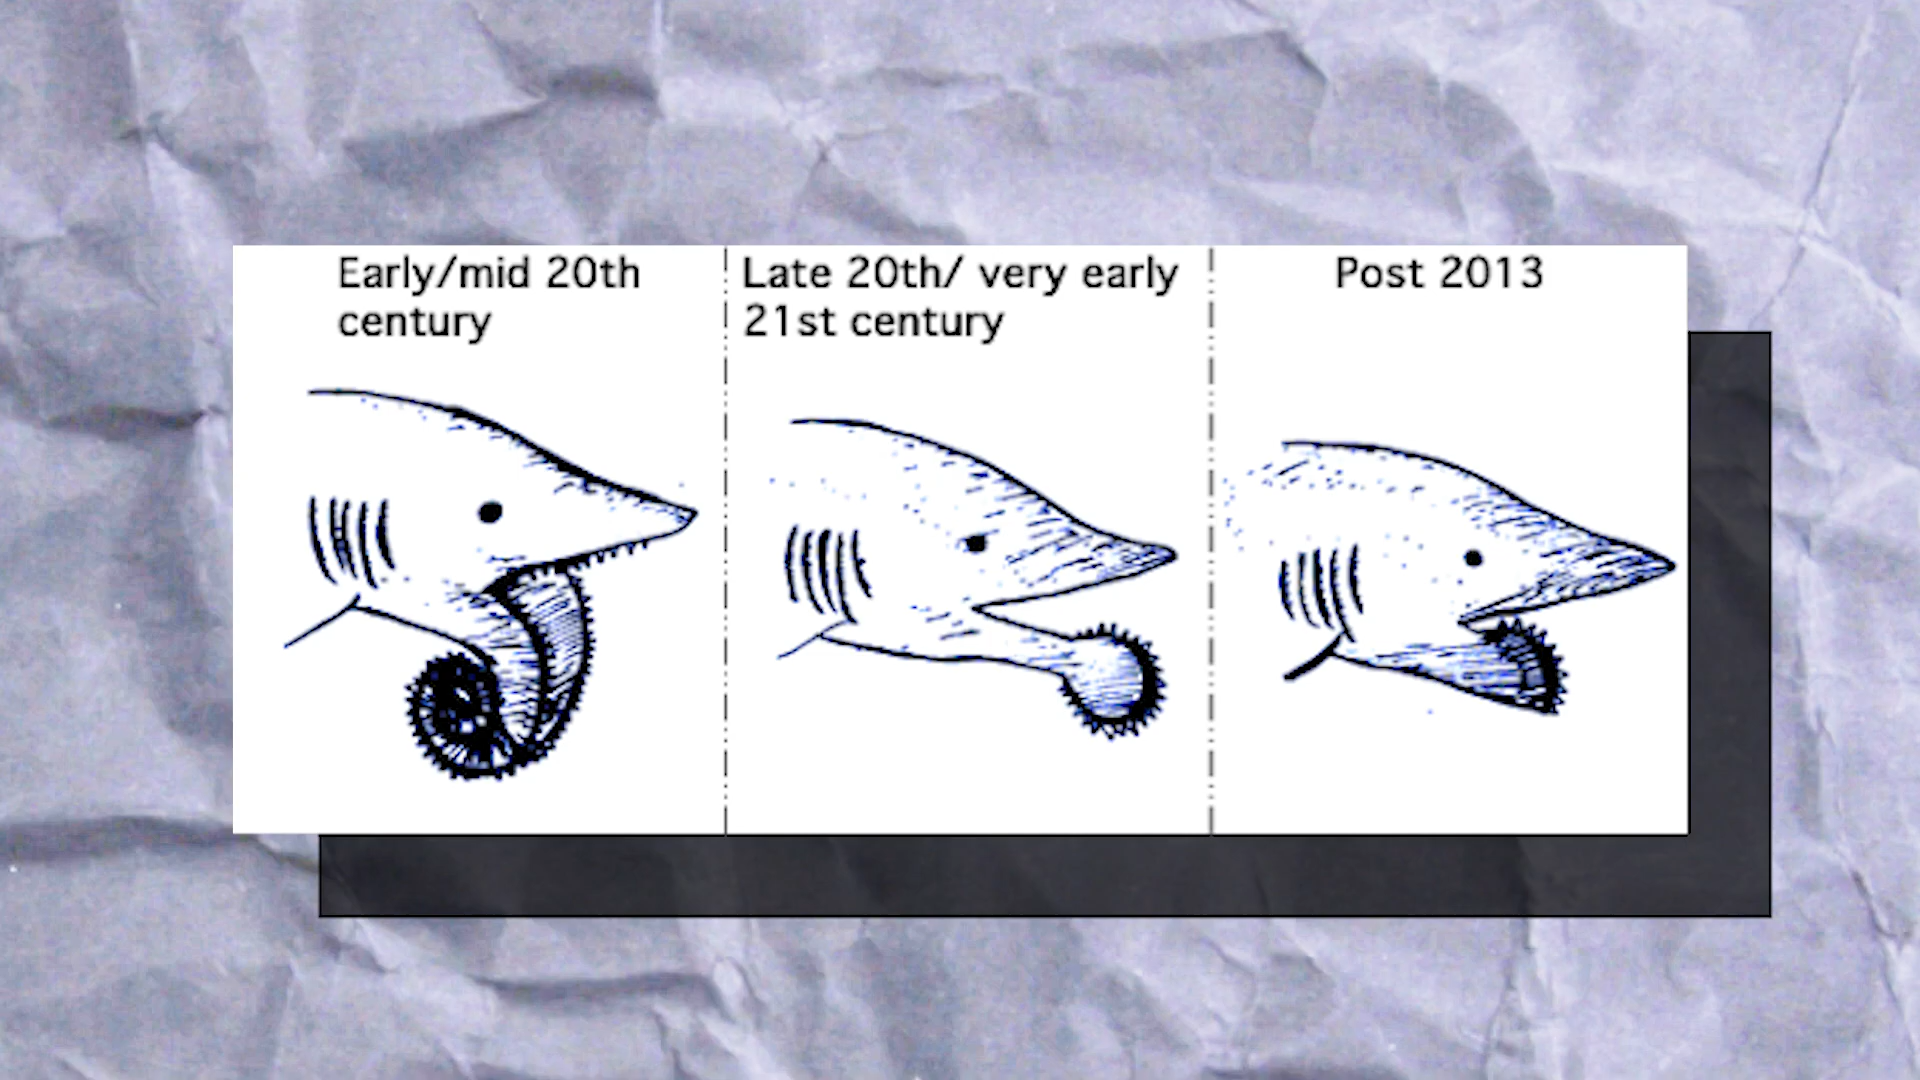 Early/mid 20th
century
Late 20th/ very early
21st century
Post 2013